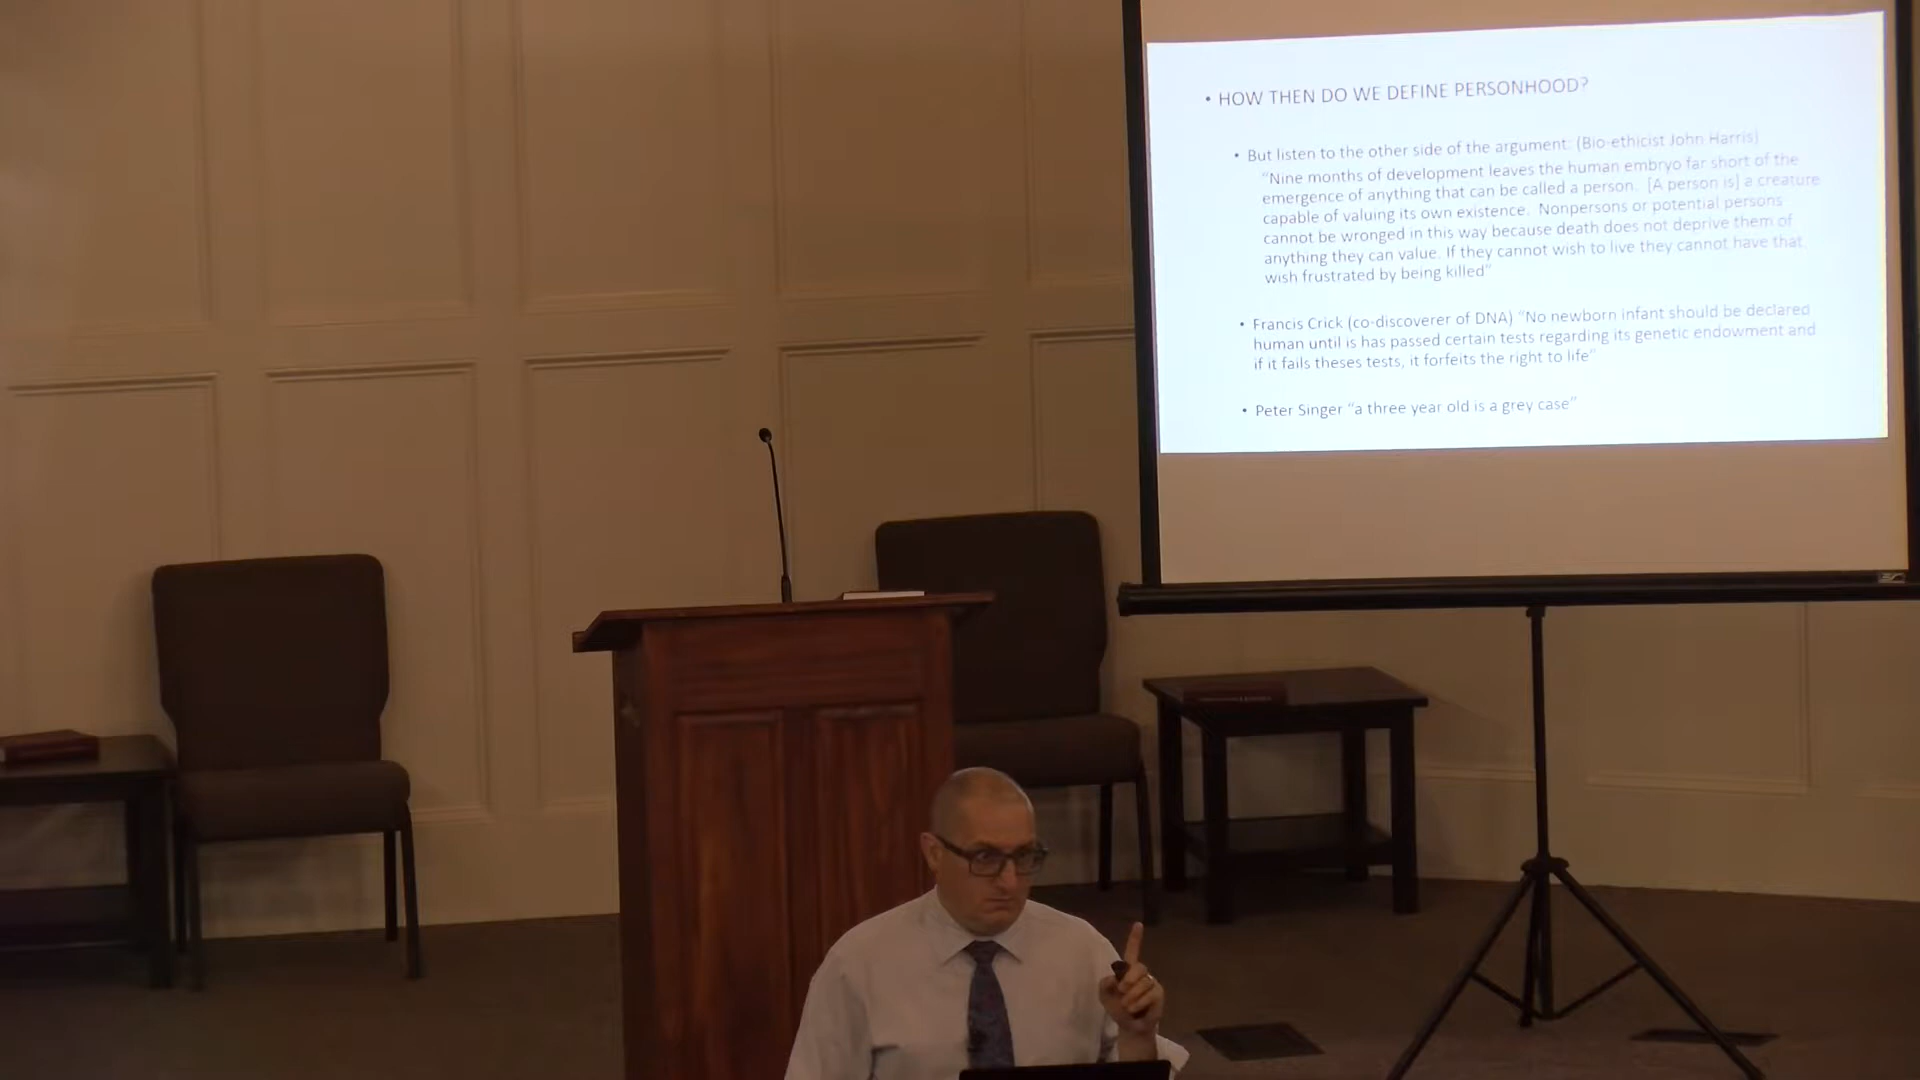 • HOW THEN DO WE DEFINE PERSONHOOD?
• But listen to the other side of the argument: (Bio-ethicist John Harris)
“Nine months of development leaves the human embryo far short of the
emergence of anything that can be called a person. [A person is] a creature
capable of valuing its own existence. Nonpersons or potential persons
cannot be wronged in this way because death does not deprive them of
anything they can value. If they cannot wish to live they cannot have that
wish frustrated by being killed”
• Francis Crick (co-discoverer of DNA) “No newborn infant should be declared
human until is has passed certain tests regarding its genetic endowment and
if it fails theses tests, it forfeits the right to life”
• Peter Singer “a three year old is a grey case”